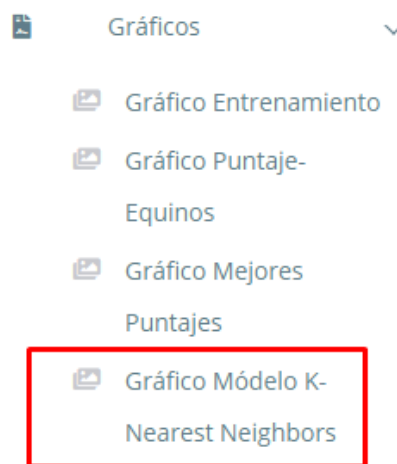 Gráficos
Gráfico Entrenamiento
Gráfico Puntaje-
Equinos
Gráfico Mejores
Puntajes
Gráfico Módelo K-
Nearest Neighbors